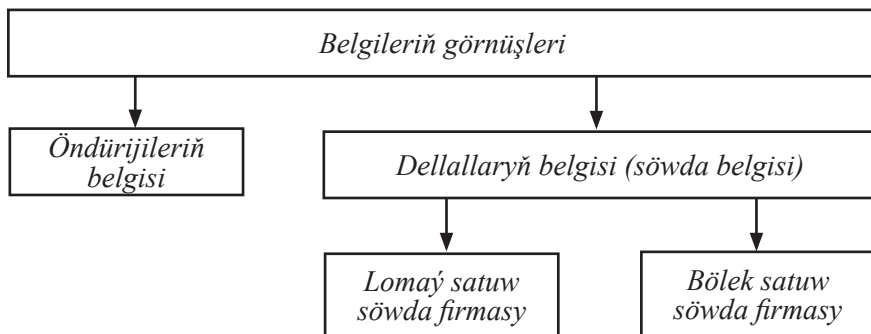 Belgileriň görnüşleri
Öndürijileriň
belgisi
Dellallaryň belgisi (söwda belgisi)
Lomaý satuw
söwda firmasy
Bölek satuw
söwda firmasy